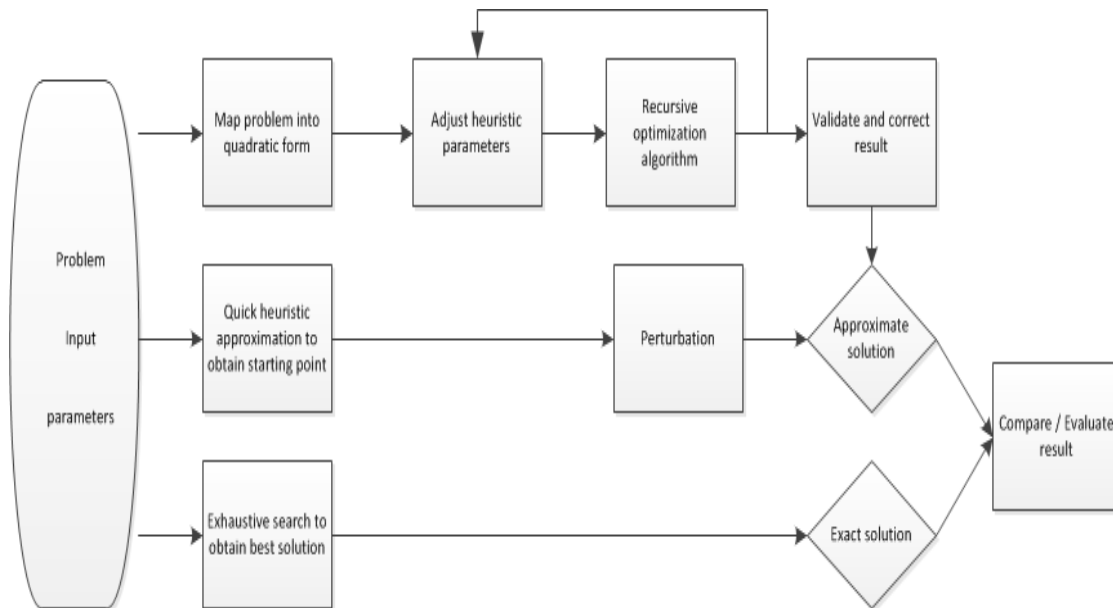 Problem
Input
parameters
Map problem into
quadratic form
Adjust heuristic
parameters
Recursive
optimization
algorithm
Validate and correct
result
Quick heuristic
approximation to
obtain starting point
Perturbation
Approximate
solution
Exhaustive search to
obtain best solution
Exact solution
Compare / Evaluate
result